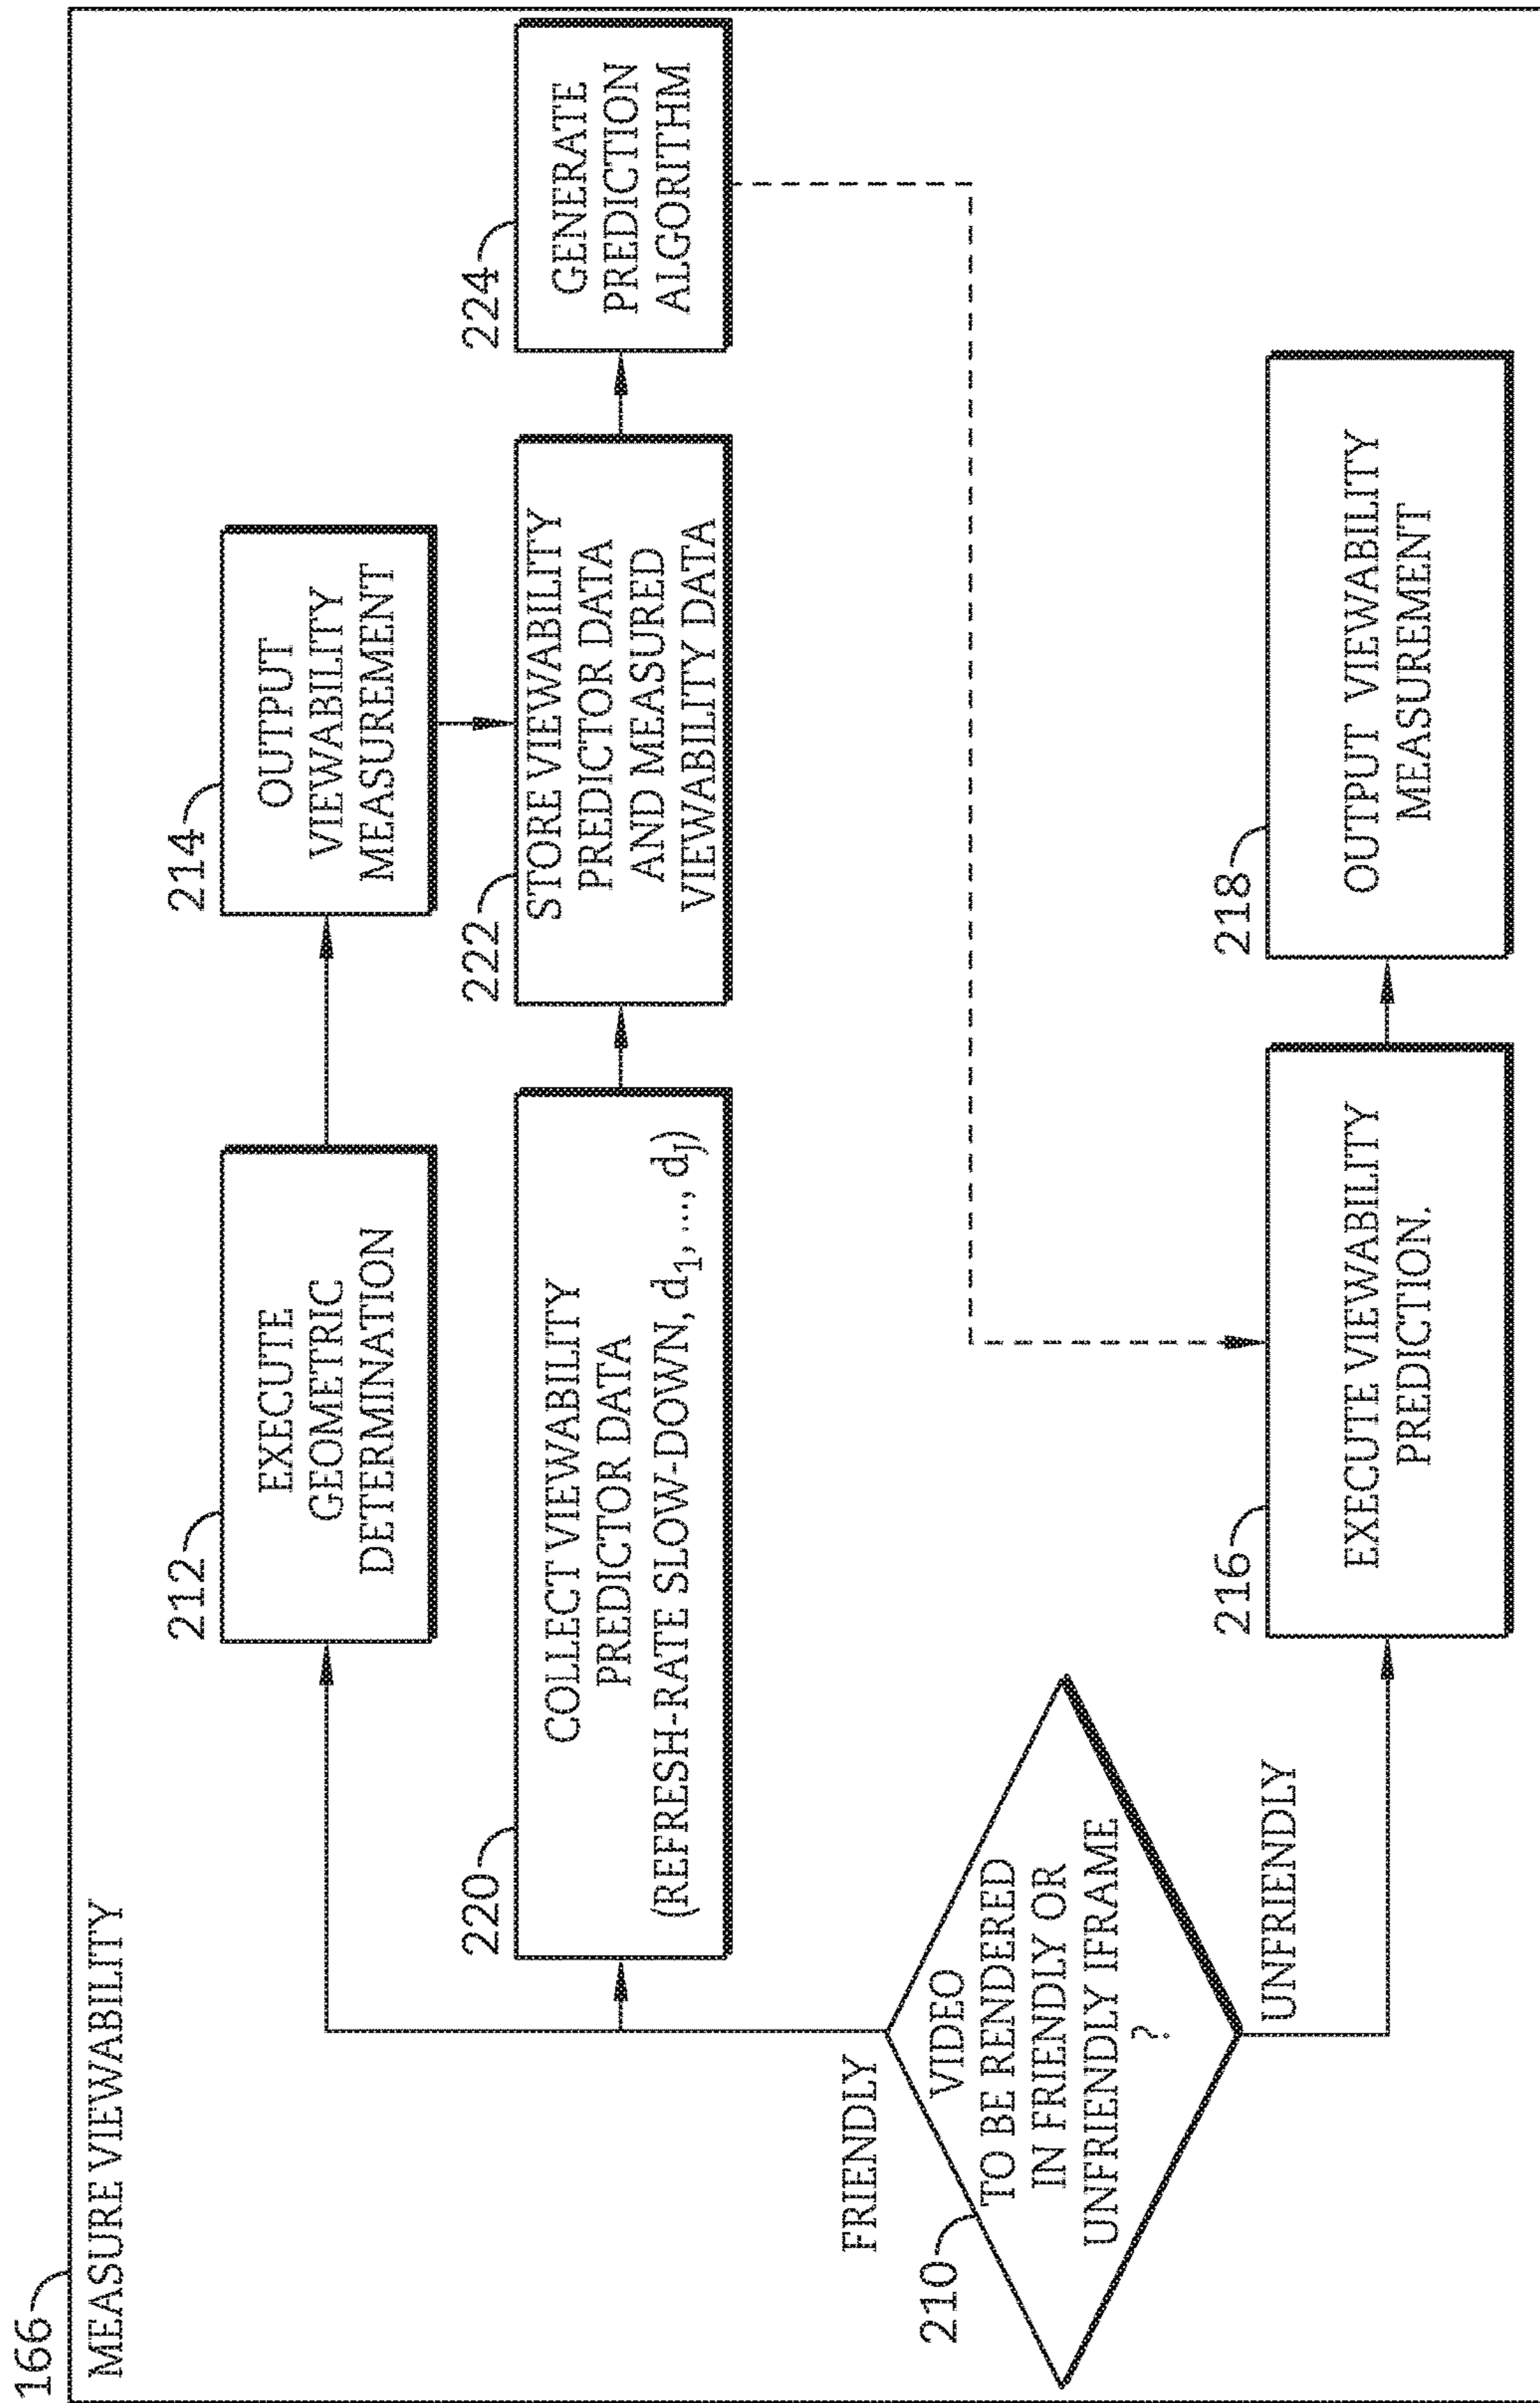 166
MEASURE VIEWABILITY
212
EXECUTE
GEOMETRIC
DETERMINATION
214
OUTPUT
VIEWABILITY
MEASUREMENT
220
COLLECT VIEWABILITY
PREDICTOR DATA
(REFRESH-RATE SLOW-DOWN, d₁, ..., dⱼ)
222
STORE VIEWABILITY
PREDICTOR DATA
AND MEASURED
VIEWABILITY DATA
224
GENERATE
PREDICTION
ALGORITHM
FRIENDLY
210
VIDEO
TO BE RENDERED
IN FRIENDLY OR
UNFRIENDLY IFRAME
?
UNFRIENDLY
216
EXECUTE VIEWABILITY
PREDICTION.
218
OUTPUT VIEWABILITY
MEASUREMENT